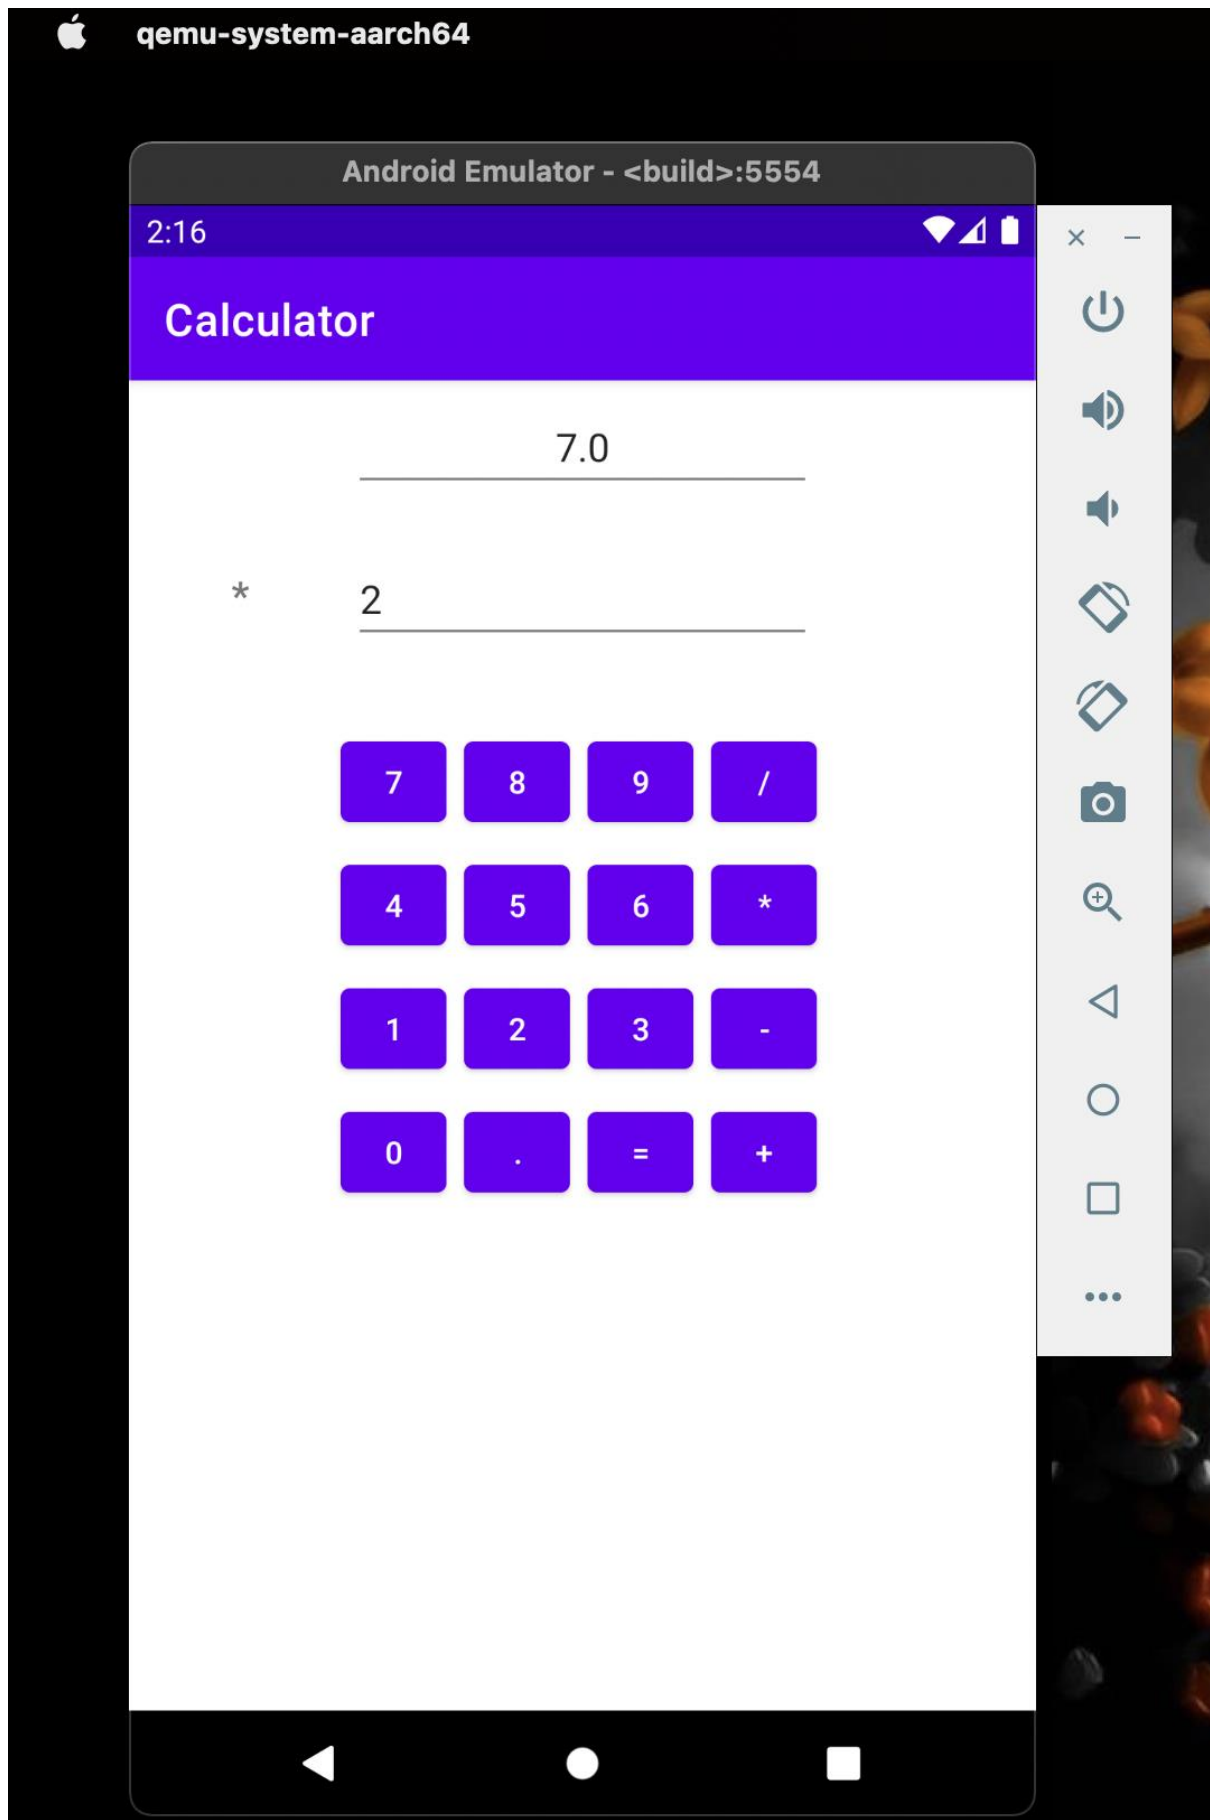 qemu-system-aarch64
Android Emulator - <build>:5554
2:16
Calculator
7.0
* 2
7 8 9 /
4 5 6 *
1 2 3 -
0 . = +